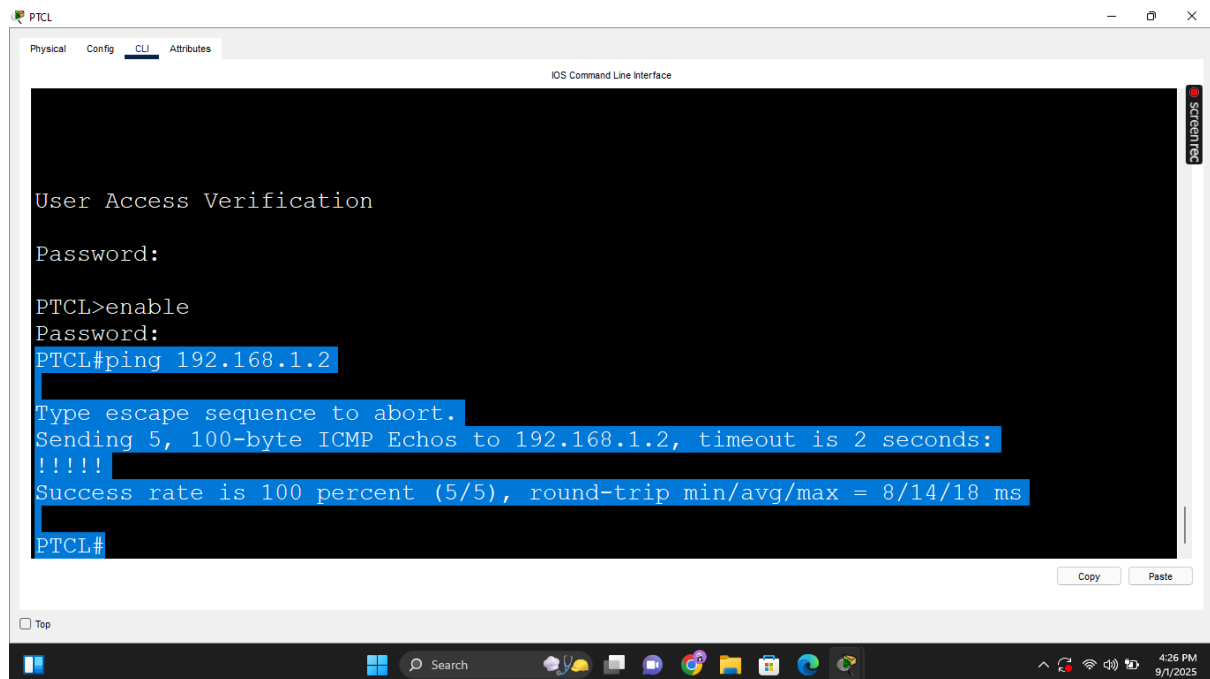 PTCL
Physical Config CLI Attributes
IOS Command Line Interface
User Access Verification
Password:
PTCL>enable
Password:
PTCL#ping 192.168.1.2
Type escape sequence to abort.
Sending 5, 100-byte ICMP Echos to 192.168.1.2, timeout is 2 seconds:
!!!!!
Success rate is 100 percent (5/5), round-trip min/avg/max = 8/14/18 ms
PTCL#
Copy Paste
Top
screenrec
Search
4:26 PM
9/1/2025